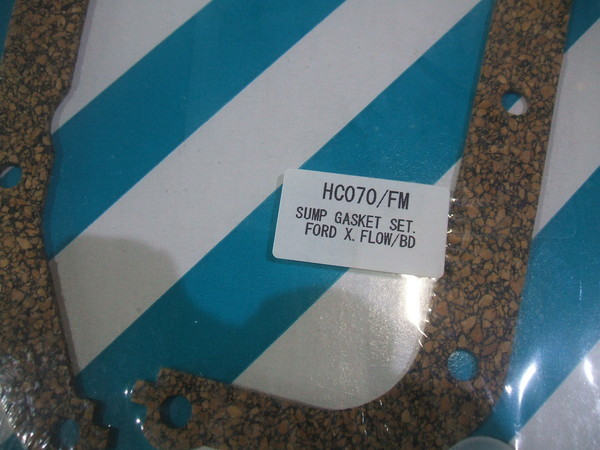 HC070/FM
SUMP GASKET SET.
FORD X.FLOW/BD